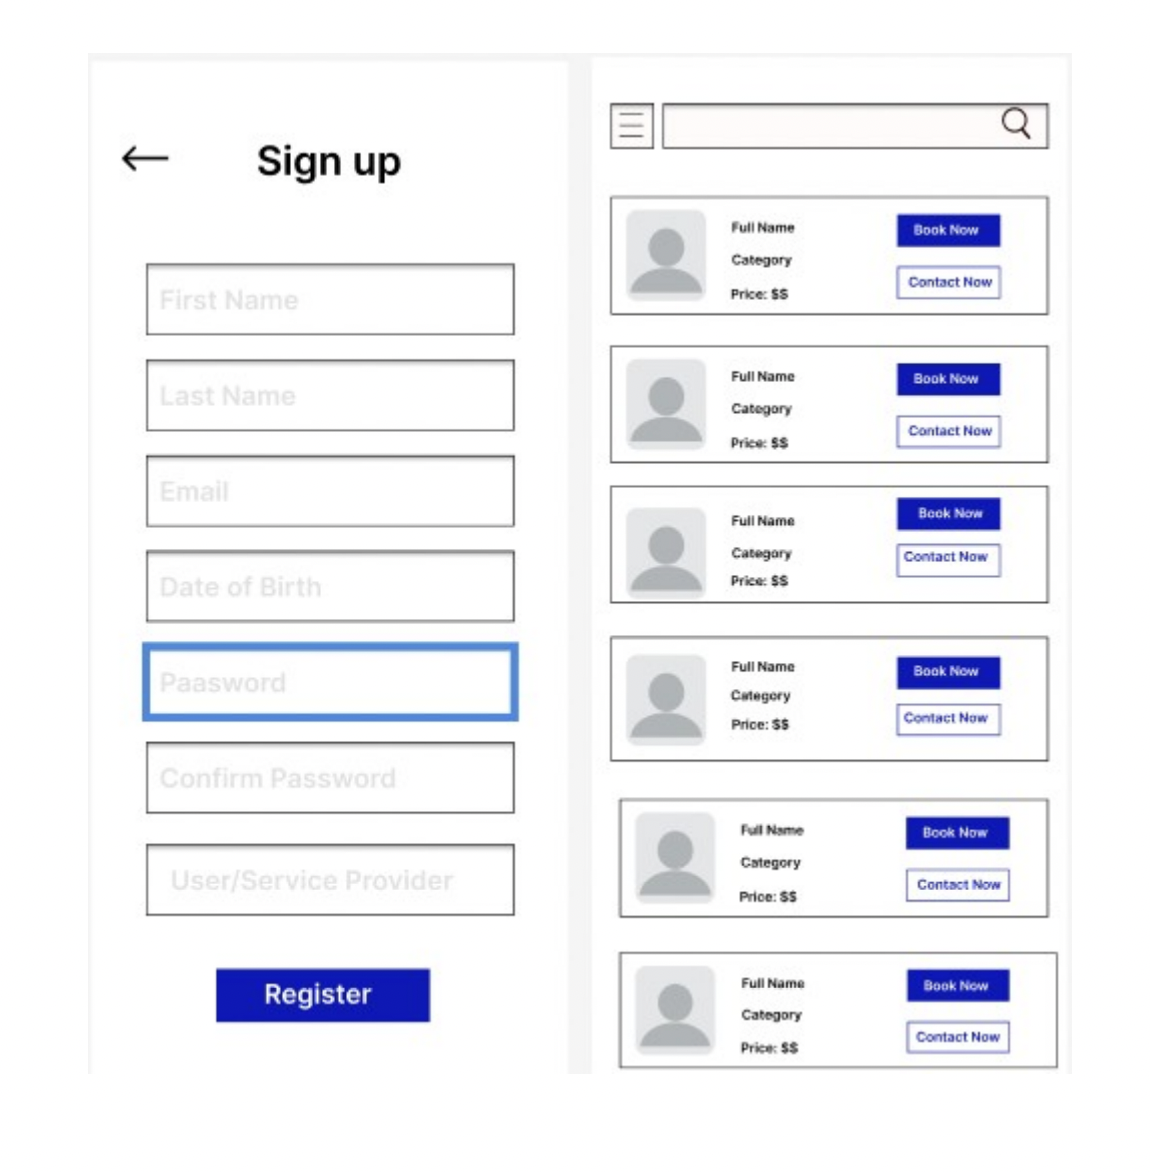 Sign up
First Name
Last Name
Email
Date of Birth
Paasword
Confirm Password
User/Service Provider
Register
Full Name
Category
Price: $$
Book Now
Contact Now
Full Name
Category
Price: $$
Book Now
Contact Now
Full Name
Category
Price: $$
Book Now
Contact Now
Full Name
Category
Price: $$
Book Now
Contact Now
Full Name
Category
Price: $$
Book Now
Contact Now
Full Name
Category
Price: $$
Book Now
Contact Now